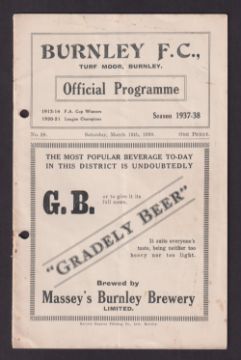 BURNLEY F.C.,
TURF MOOR, BURNLEY.
Official Programme
1913-14 F.A. Cup Winners
1920-21 League Champions
Season 1937-38
Saturday, March 12th, 1938.
ONE PENNY.
THE MOST POPULAR BEVERAGE TO-DAY
IN THIS DISTRICT IS UNDOUBTEDLY
G.B.
or to give it its
full name,
"GRADELY BEER"
It suits everyone's
taste, being neither too
heavy nor too light.
Brewed by
Massey's Burnley Brewery
LIMITED.